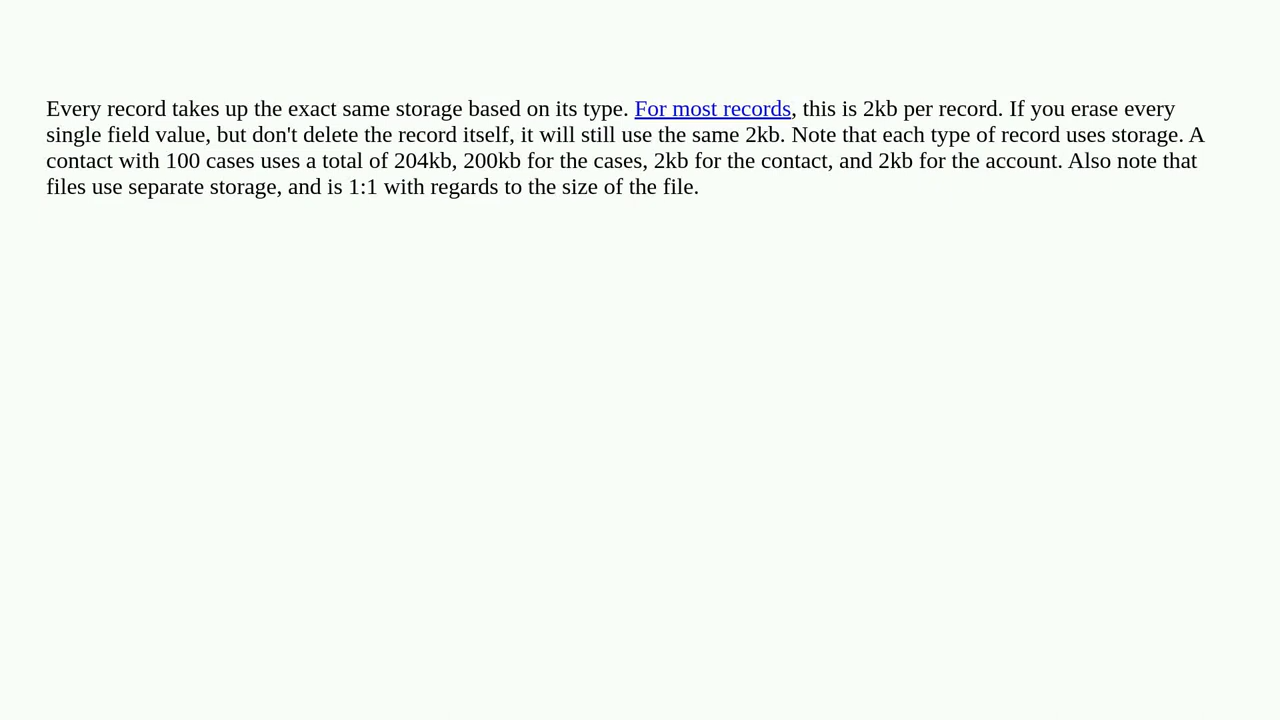 Every record takes up the exact same storage based on its type. For most records, this is 2kb per record. If you erase every
single field value, but don't delete the record itself, it will still use the same 2kb. Note that each type of record uses storage. A
contact with 100 cases uses a total of 204kb, 200kb for the cases, 2kb for the contact, and 2kb for the account. Also note that
files use separate storage, and is 1:1 with regards to the size of the file.